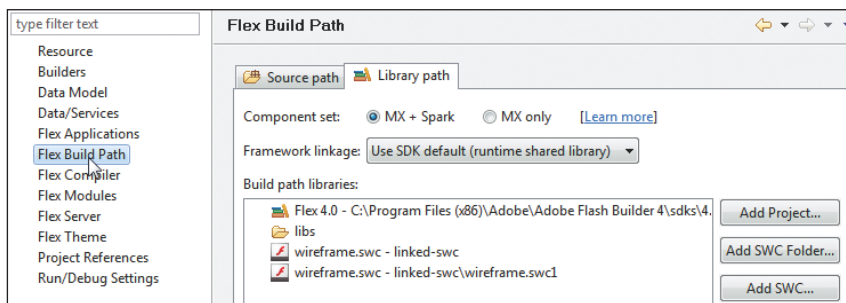 type filter text
Resource
Builders
Data Model
Data/Services
Flex Applications
Flex Build Path
Flex Compiler
Flex Modules
Flex Server
Flex Theme
Project References
Run/Debug Settings
Flex Build Path
Source path
Library path
Component set: MX + Spark MX only [Learn more]
Framework linkage: Use SDK default (runtime shared library)
Build path libraries:
Flex 4.0 - C:\Program Files (x86)\Adobe\Adobe Flash Builder 4\sdks\4.
libs
wireframe.swc - linked-swc
wireframe.swc - linked-swc\wireframe.swc1
Add Project...
Add SWC Folder...
Add SWC...